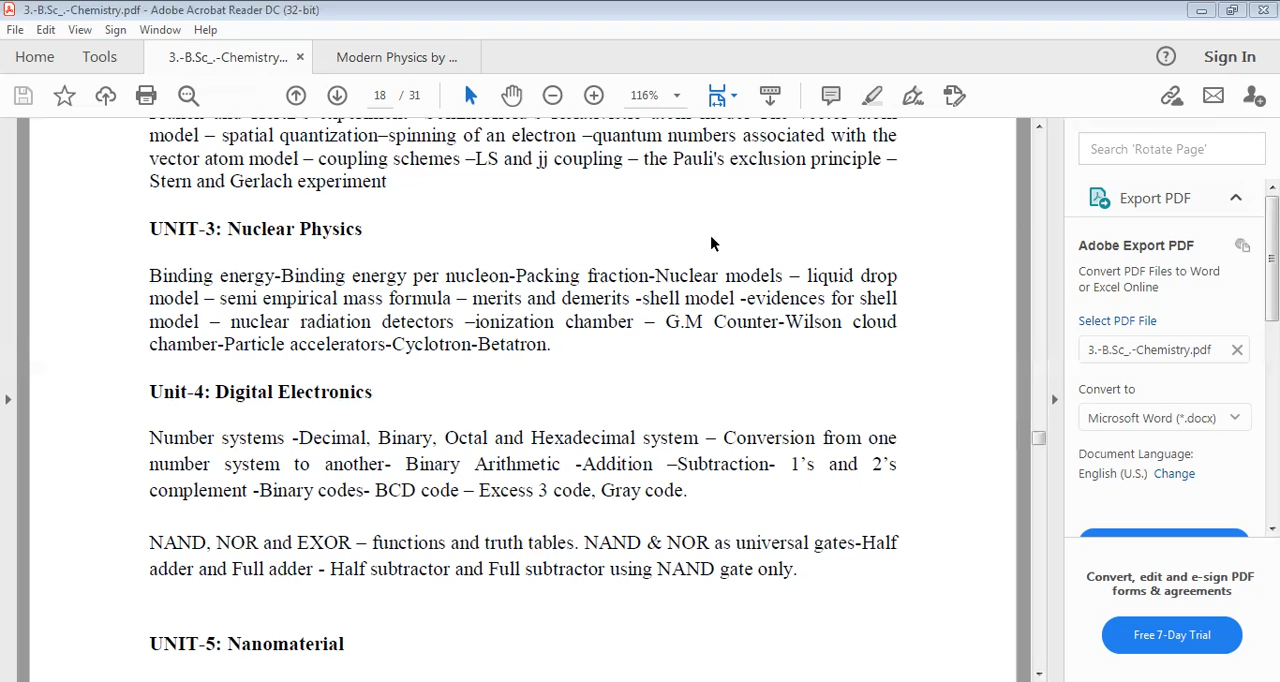 3.-B.Sc_.-Chemistry.pdf - Adobe Acrobat Reader DC (32-bit)
File Edit View Sign Window Help
Home Tools 3.-B.Sc_.-Chemistry... × Modern Physics by ... Sign In
18 / 31 116%
model – spatial quantization–spinning of an electron –quantum numbers associated with the
vector atom model – coupling schemes –LS and jj coupling – the Pauli's exclusion principle –
Stern and Gerlach experiment
UNIT-3: Nuclear Physics
Binding energy-Binding energy per nucleon-Packing fraction-Nuclear models – liquid drop
model – semi empirical mass formula – merits and demerits -shell model -evidences for shell
model – nuclear radiation detectors –ionization chamber – G.M Counter-Wilson cloud
chamber-Particle accelerators-Cyclotron-Betatron.
Unit-4: Digital Electronics
Number systems -Decimal, Binary, Octal and Hexadecimal system – Conversion from one
number system to another- Binary Arithmetic -Addition –Subtraction- 1’s and 2’s
complement -Binary codes- BCD code – Excess 3 code, Gray code.
NAND, NOR and EXOR – functions and truth tables. NAND & NOR as universal gates-Half
adder and Full adder - Half subtractor and Full subtractor using NAND gate only.
UNIT-5: Nanomaterial
Search 'Rotate Page'
Export PDF
Adobe Export PDF
Convert PDF Files to Word
or Excel Online
Select PDF File
3.-B.Sc_.-Chemistry.pdf
Convert to
Microsoft Word (*.docx)
Document Language:
English (U.S.) Change
Convert, edit and e-sign PDF
forms & agreements
Free 7-Day Trial